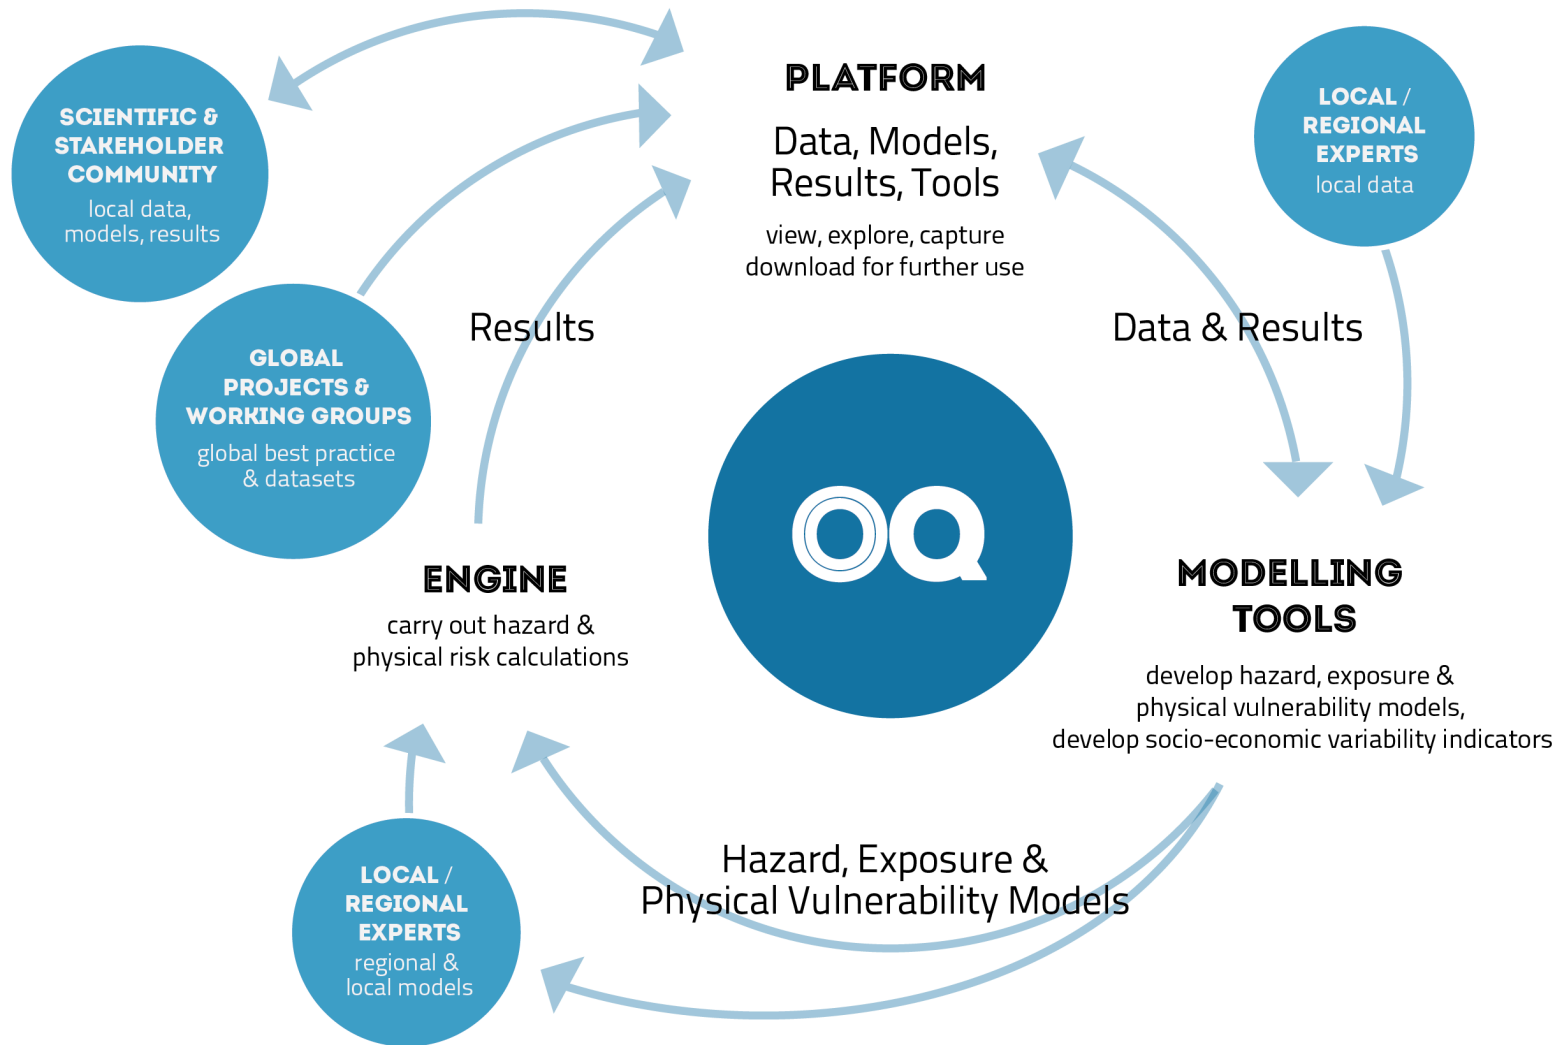 SCIENTIFIC &
STAKEHOLDER
COMMUNITY
local data,
models, results
GLOBAL
PROJECTS &
WORKING GROUPS
global best practice
& datasets
PLATFORM
Data, Models,
Results, Tools
view, explore, capture
download for further use
LOCAL /
REGIONAL
EXPERTS
local data
Results
Data & Results
OQ
ENGINE
carry out hazard &
physical risk calculations
MODELLING
TOOLS
develop hazard, exposure &
physical vulnerability models,
develop socio-economic variability indicators
Hazard, Exposure &
Physical Vulnerability Models
LOCAL /
REGIONAL
EXPERTS
regional &
local models